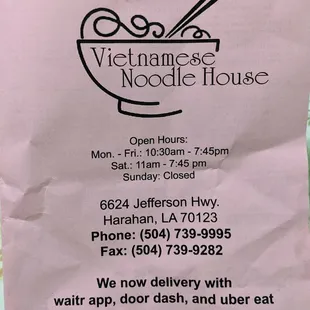 Vietnamese
Noodle House
Open Hours:
Mon. - Fri.: 10:30am - 7:45pm
Sat.: 11am - 7:45 pm
Sunday: Closed
6624 Jefferson Hwy.
Harahan, LA 70123
Phone: (504) 739-9995
Fax: (504) 739-9282
We now delivery with
waitr app, door dash, and uber eat